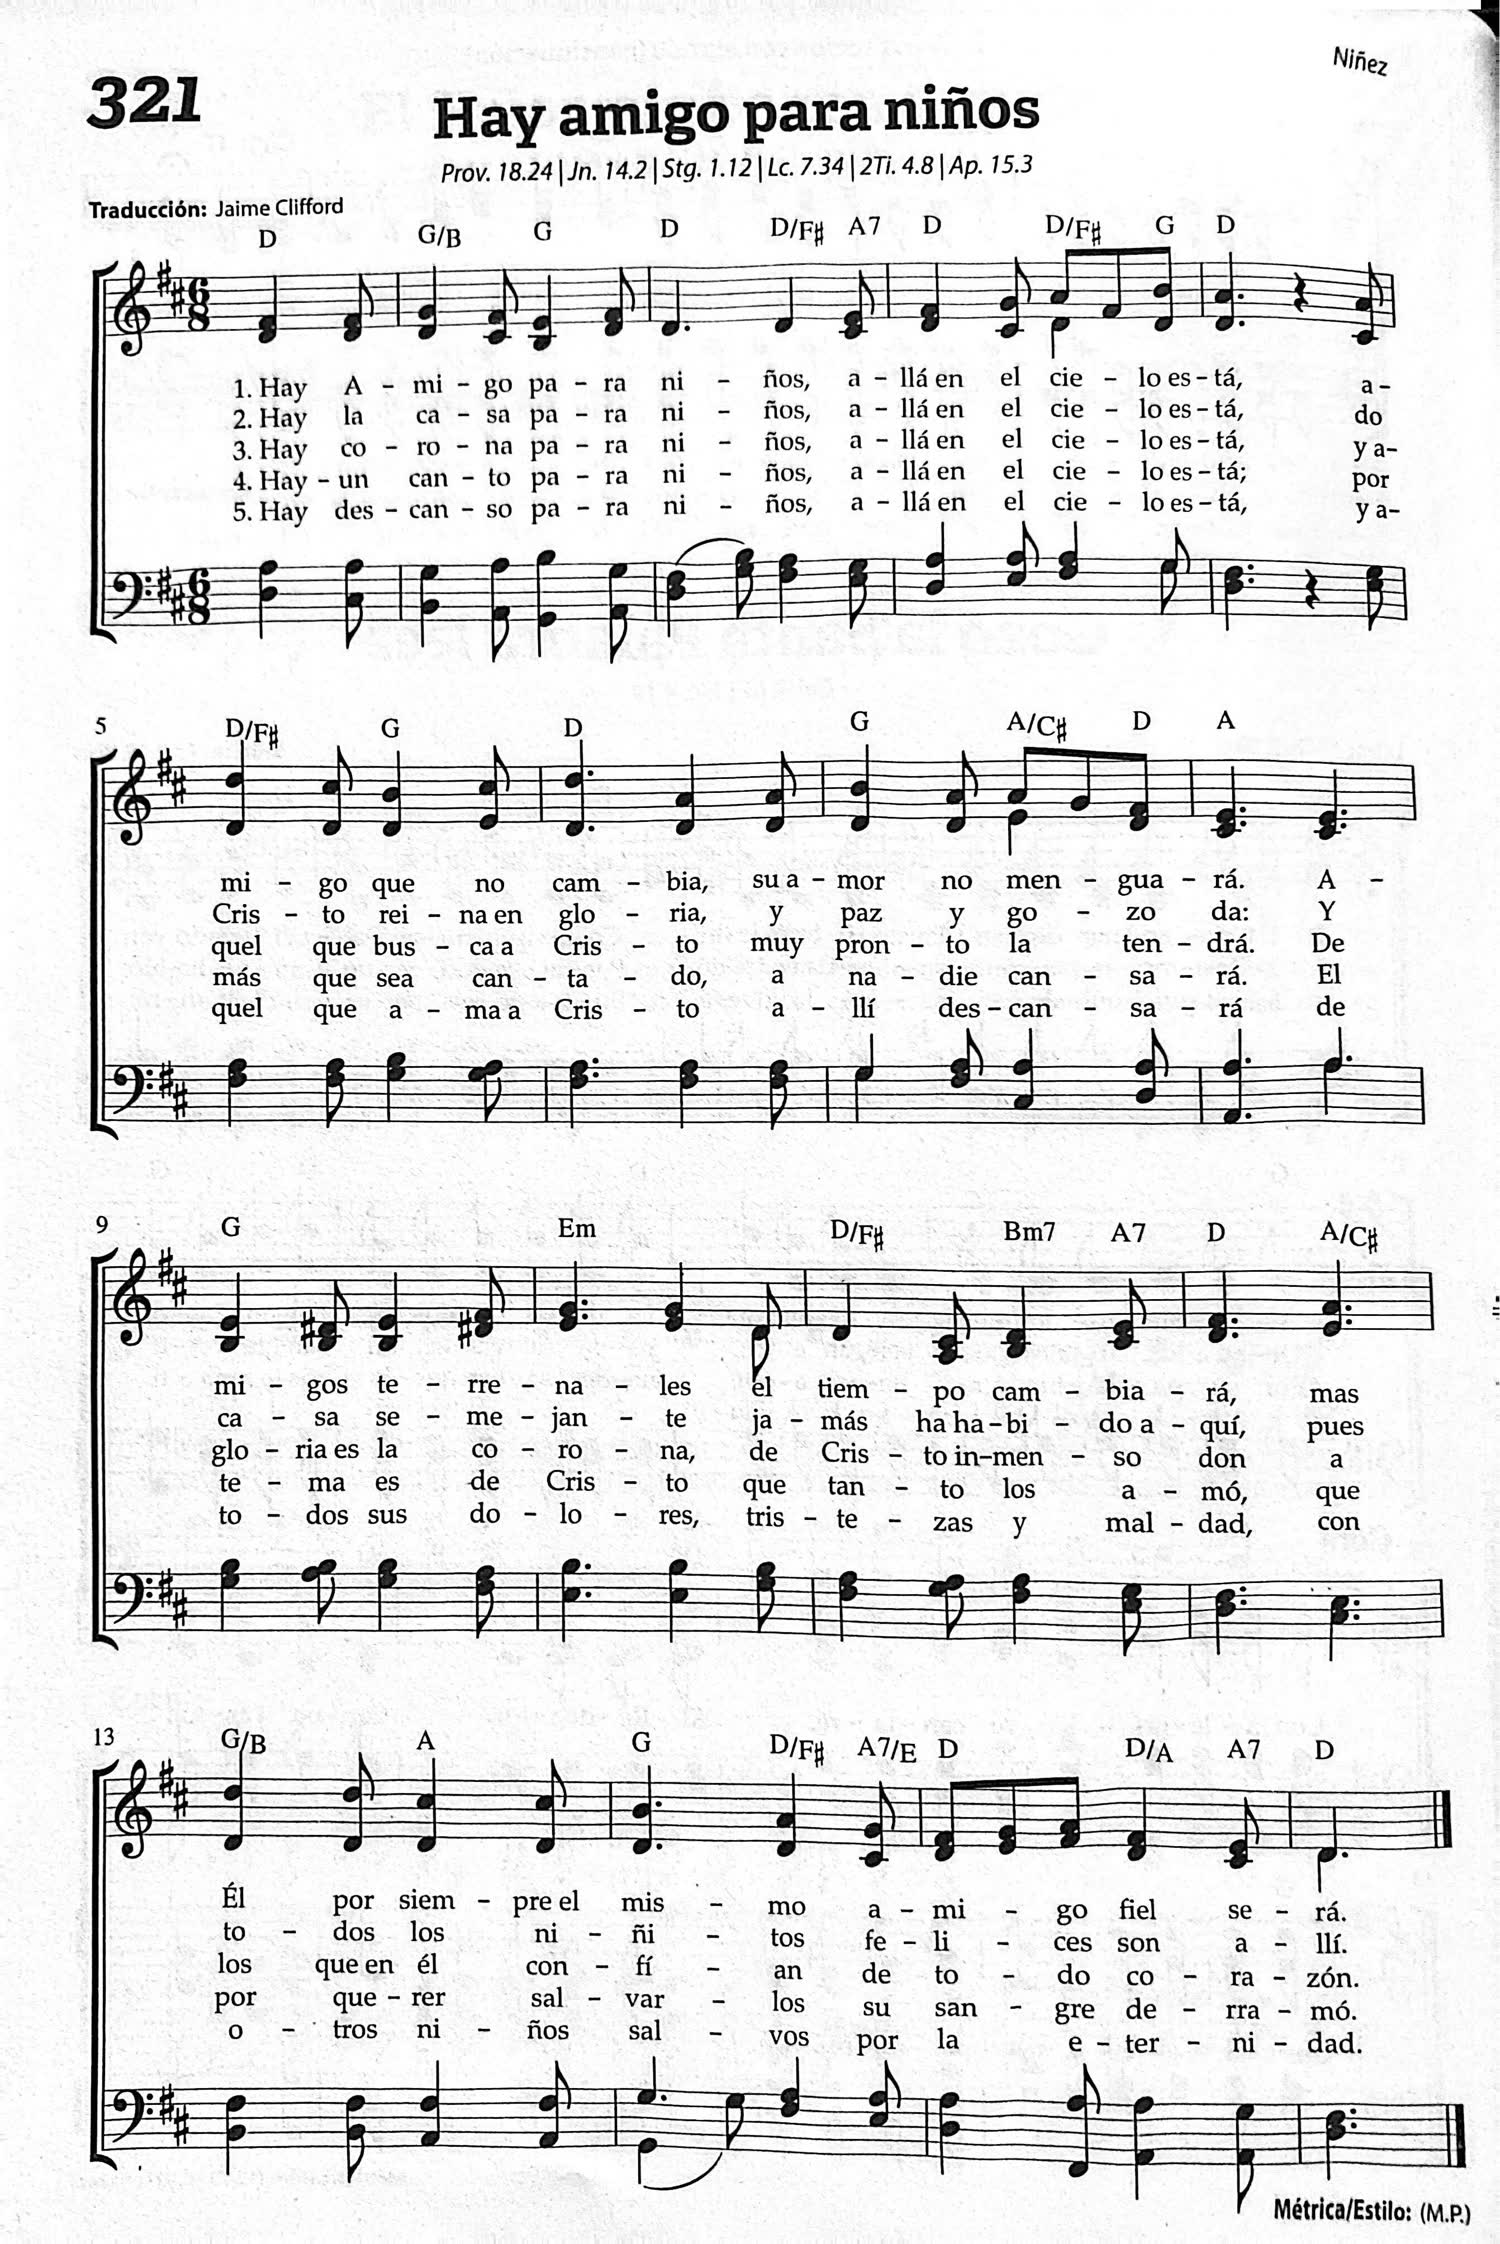 Niñez
321
Hay amigo para niños
Prov. 18.24 | Jn. 14.2 | Stg. 1.12 | Lc. 7.34 | 2Ti. 4.8 | Ap. 15.3
Traducción: Jaime Clifford
D G/B G D D/F♯ A7 D D/F♯ G D
1. Hay A - mi - go pa - ra ni - ños, a - llá en el cie - lo es - tá, a -
2. Hay la ca - sa pa - ra ni - ños, a - llá en el cie - lo es - tá, do
3. Hay co - ro - na pa - ra ni - ños, a - llá en el cie - lo es - tá, y a -
4. Hay - un can - to pa - ra ni - ños, a - llá en el cie - lo es - tá; por
5. Hay des - can - so pa - ra ni - ños, a - llá en el cie - lo es - tá, y a -
5 D/F♯ G D G A/C♯ D A
mi - go que no cam - bia, su a - mor no men - gua - rá. A -
Cris - to rei - na en glo - ria, y paz y go - zo da: Y
quel que bus - ca a Cris - to muy pron - to la ten - drá. De
más que sea can - ta - do, a na - die can - sa - rá. El
quel que a - ma a Cris - to a - llí des - can - sa - rá de
9 G Em D/F♯ Bm7 A7 D A/C♯
mi - gos te - rre - na - les el tiem - po cam - bia - rá, mas
ca - sa se - me - jan - te ja - más ha ha - bi - do a - quí, pues
glo - ria es la co - ro - na, de Cris - to in - men - so don a
te - ma es de Cris - to que tan - to los a - mó, que
to - dos sus do - lo - res, tris - te - zas y mal - dad, con
13 G/B A G D/F♯ A7/E D D/A A7 D
Él por siem - pre el mis - mo a - mi - go fiel se - rá.
to - dos los ni - ñi - tos fe - li - ces son a - llí.
los que en él con - fí - an de to - do co - ra - zón.
por que - rer sal - var - los su san - gre de - rra - mó.
o - tros ni - ños sal - vos por la e - ter - ni - dad.
Métrica/Estilo: (M.P.)